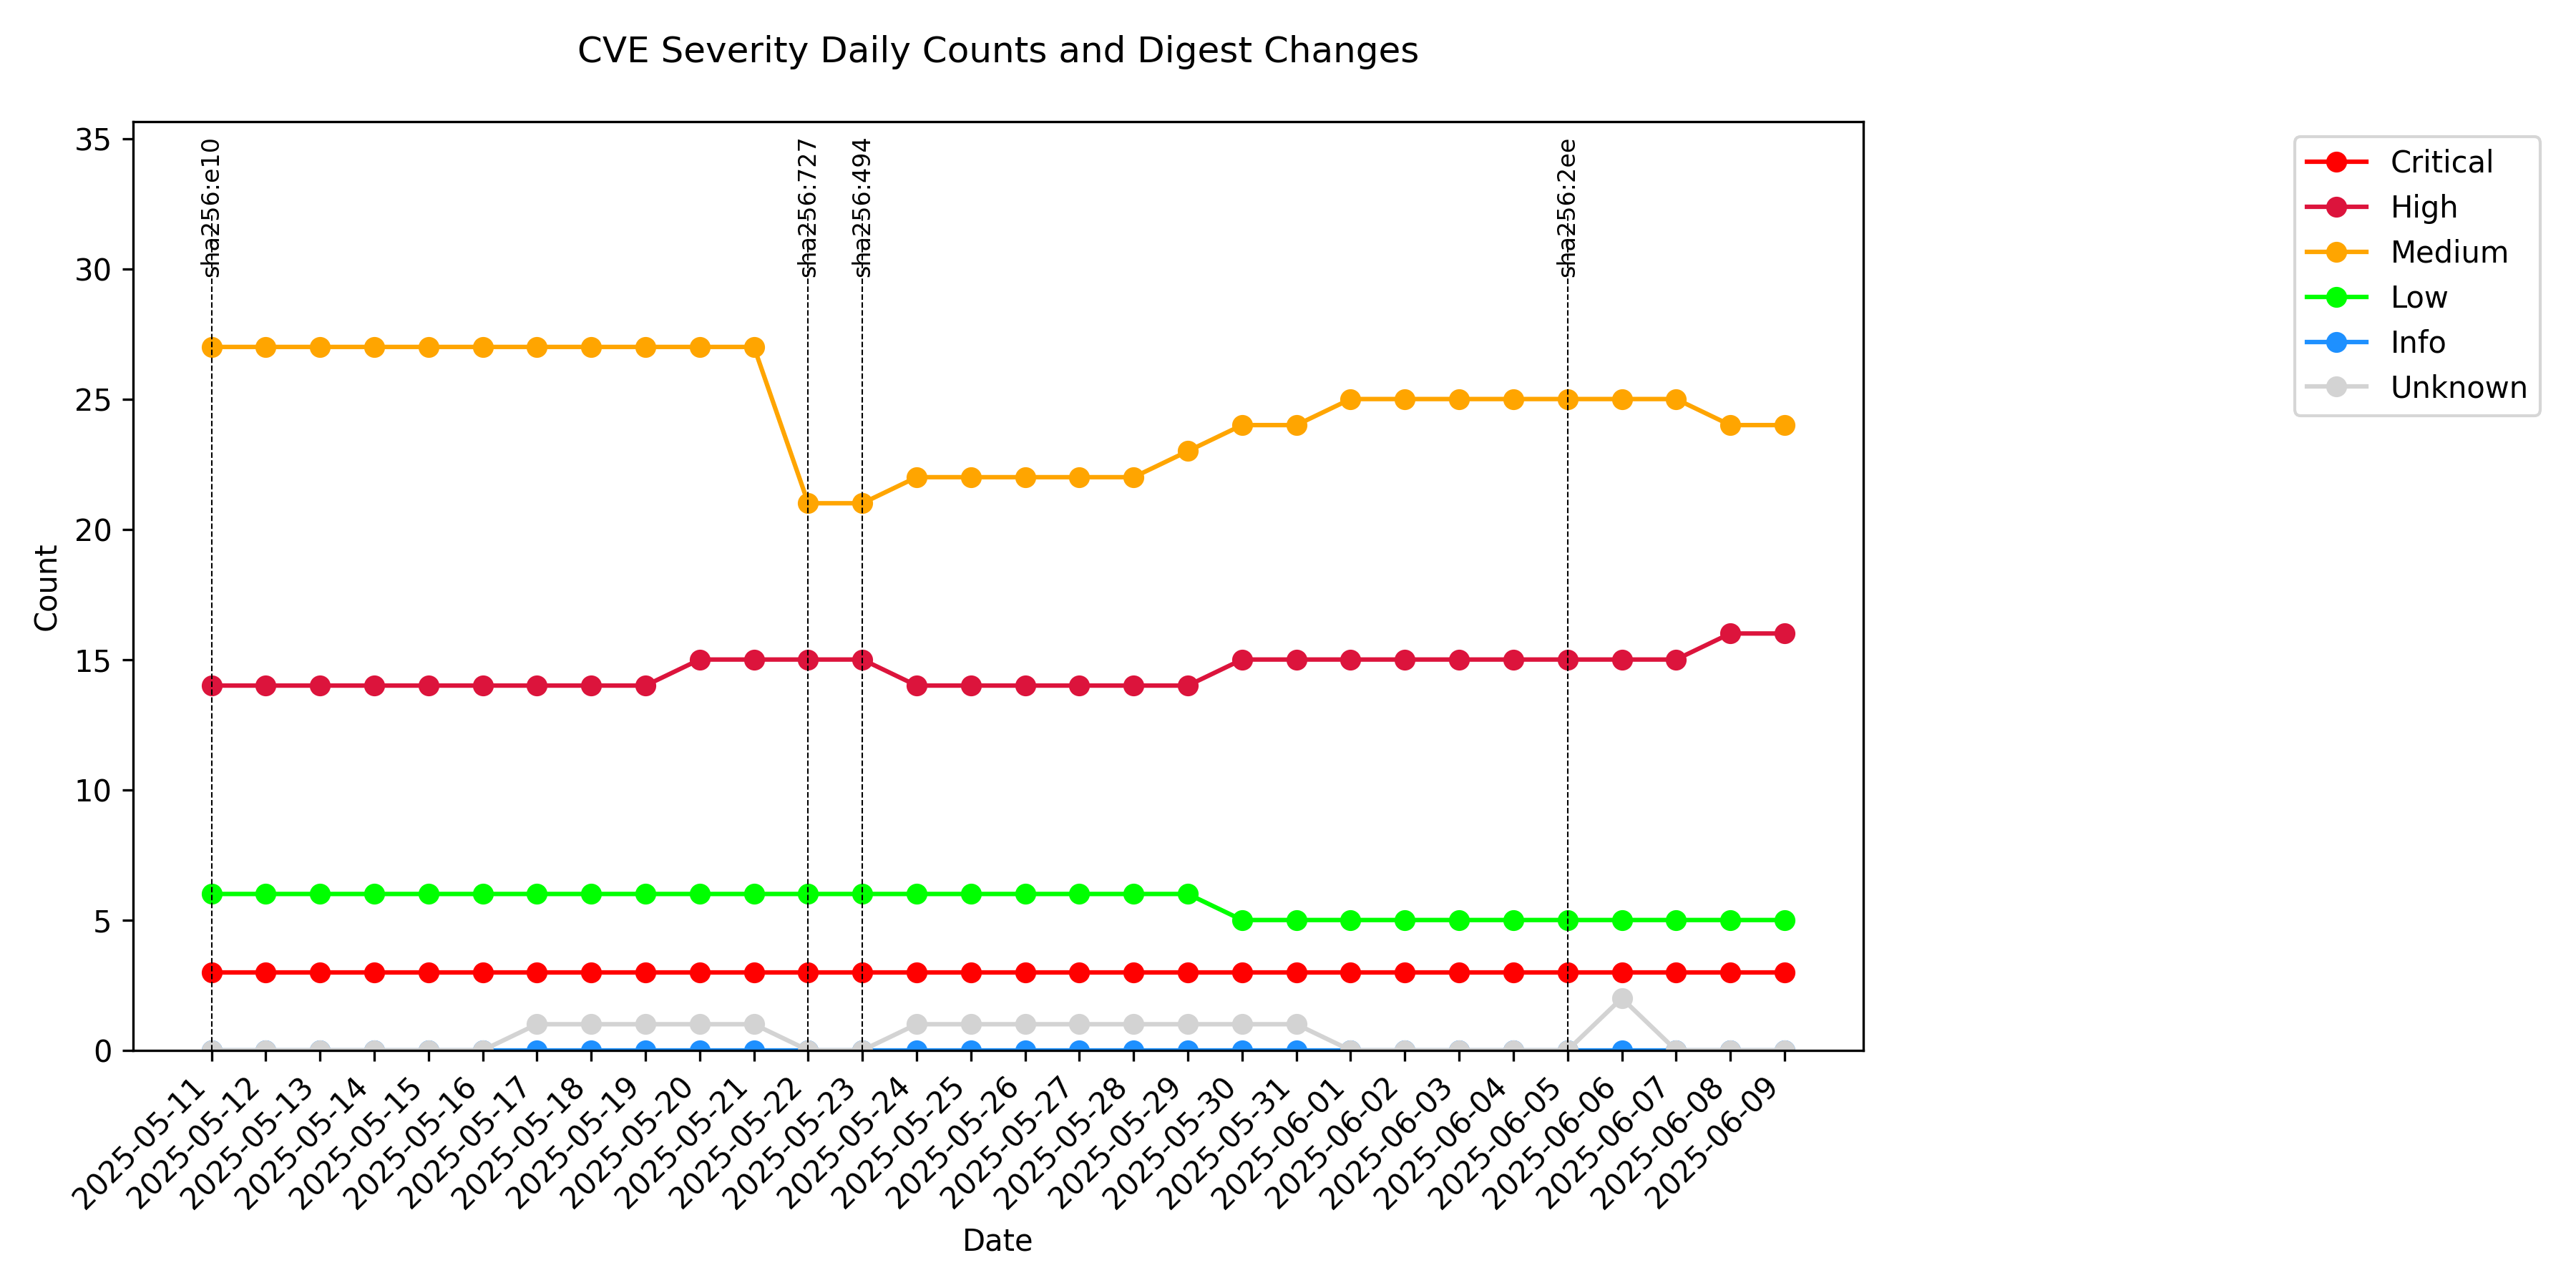 CVE Severity Daily Counts and Digest Changes
35
30
25
20
15
10
5
0
Count
sha256:e10
sha256:727
sha256:494
sha256:2ee
Critical
High
Medium
Low
Info
Unknown
2025-05-11
2025-05-12
2025-05-13
2025-05-14
2025-05-15
2025-05-16
2025-05-17
2025-05-18
2025-05-19
2025-05-20
2025-05-21
2025-05-22
2025-05-23
2025-05-24
2025-05-25
2025-05-26
2025-05-27
2025-05-28
2025-05-29
2025-05-30
2025-05-31
2025-06-01
2025-06-02
2025-06-03
2025-06-04
2025-06-05
2025-06-06
2025-06-07
2025-06-08
2025-06-09
Date